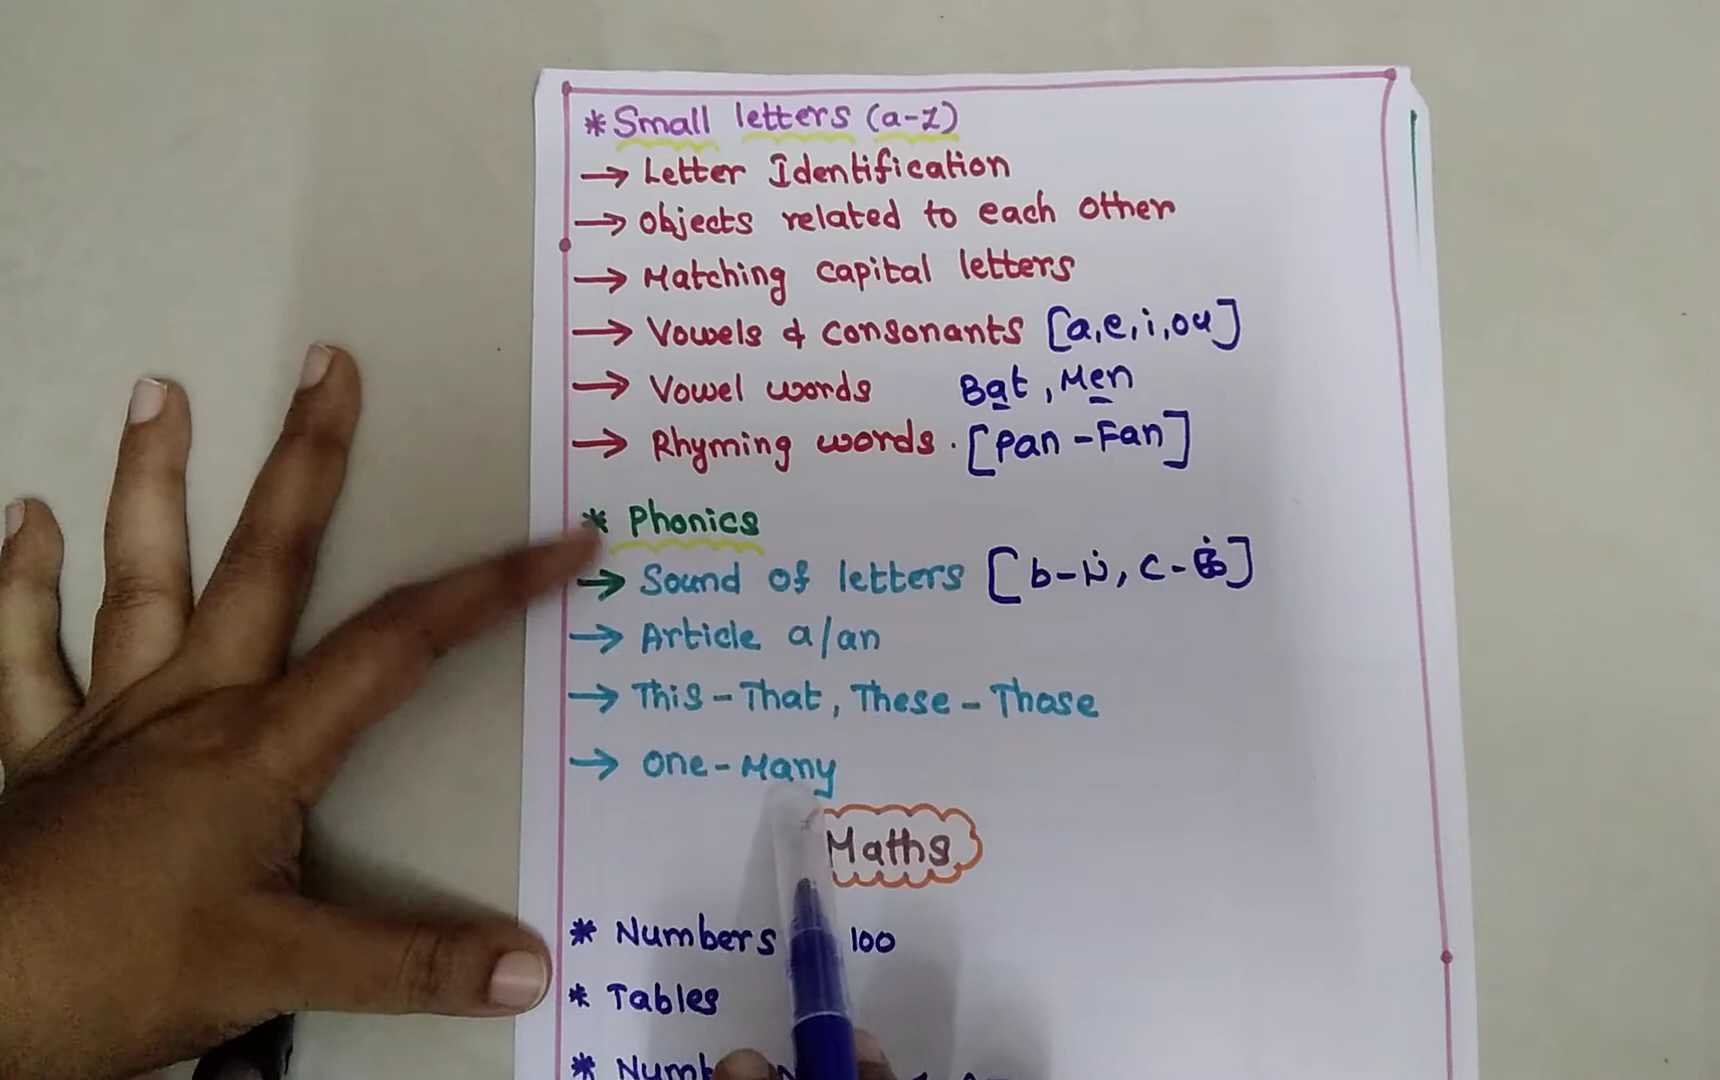 * Small letters (a-z)
→ Letter Identification
→ Objects related to each other
→ Matching capital letters
→ Vowels & consonants [a,e,i,ou]
→ Vowel words Bat, Men
→ Rhyming words. [Pan - Fan]
* Phonics
→ Sound of letters [b-ப், c-க்]
→ Article a/an
→ This - That, These - Those
→ One - Many
Maths
* Numbers 100
* Tables